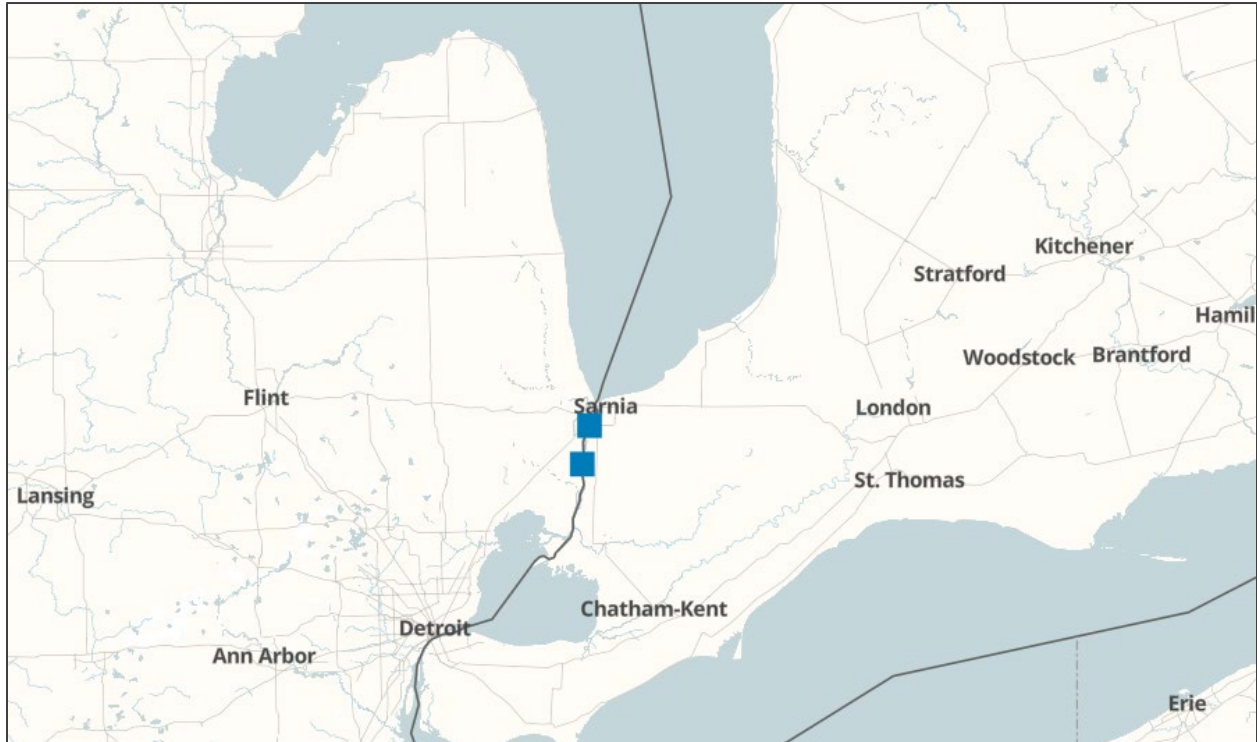 Kitchener
Stratford
Hamil
Woodstock
Brantford
Flint
Sarnia
London
St. Thomas
Lansing
Chatham-Kent
Detroit
Ann Arbor
Erie